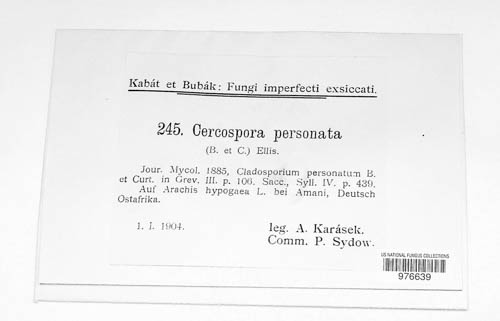 Kabát et Bubák: Fungi imperfecti exsiccati.
245. Cercospora personata
(B. et C.) Ellis.
Jour. Mycol. 1885, Cladosporium personatum B.
et Curt. in Grev. III. p. 106. Sacc., Syll. IV. p. 439.
Auf Arachis hypogaea L. bei Amani, Deutsch
Ostafrika.
1. I. 1904.
leg. A. Karásek.
Comm. P. Sydow.
US NATIONAL FUNGUS COLLECTIONS
976639